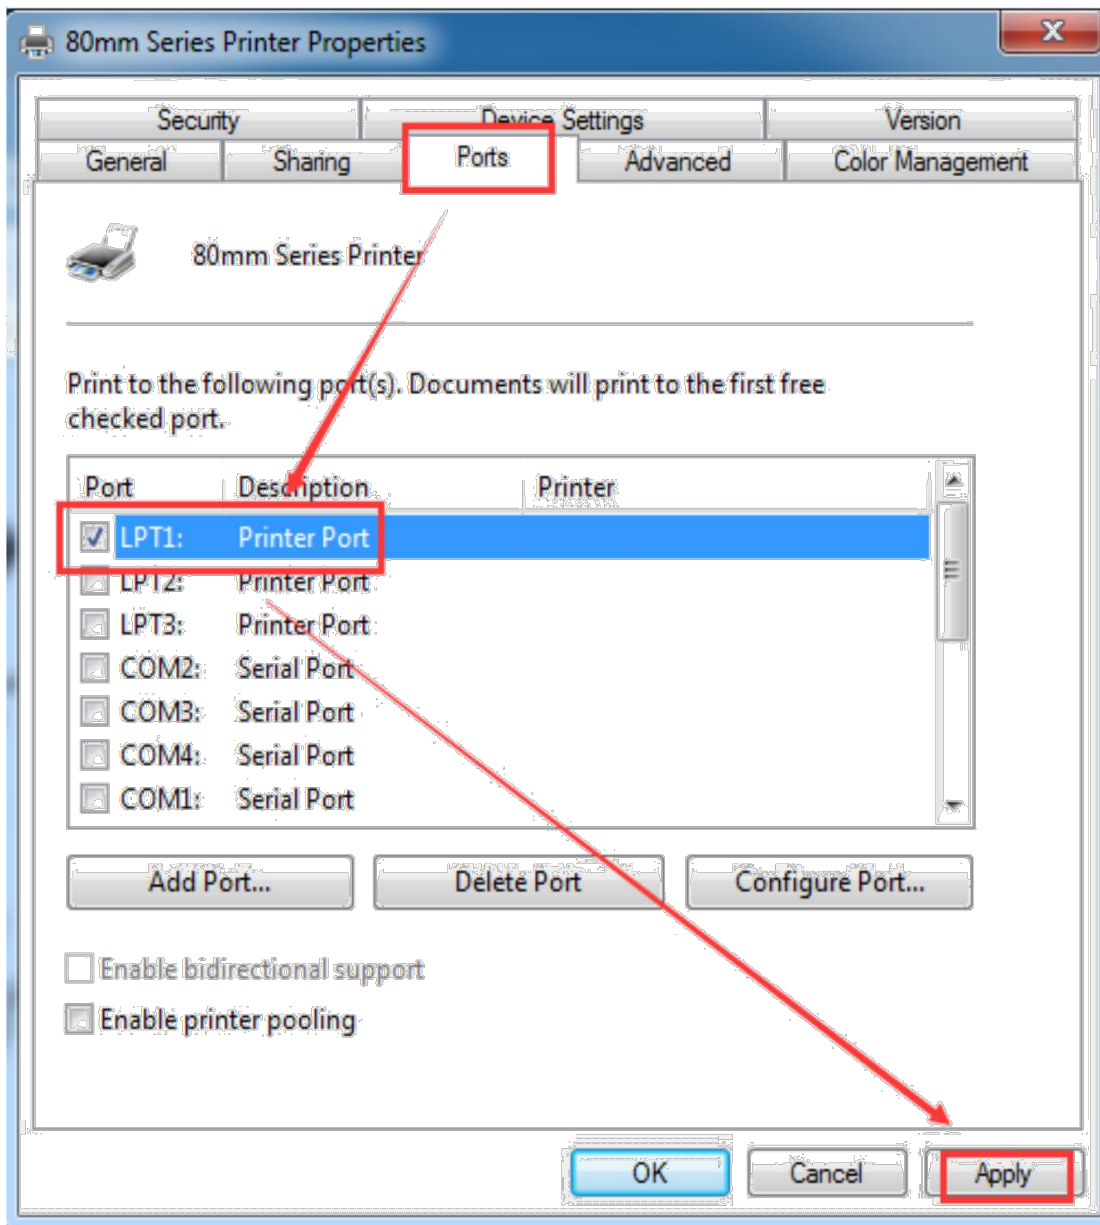 80mm Series Printer Properties
Security Device Settings Version
General Sharing Ports Advanced Color Management
80mm Series Printer
Print to the following port(s). Documents will print to the first free
checked port.
Port Description Printer
LPT1: Printer Port
LPT2: Printer Port
LPT3: Printer Port
COM2: Serial Port
COM3: Serial Port
COM4: Serial Port
COM1: Serial Port
Add Port... Delete Port Configure Port...
Enable bidirectional support
Enable printer pooling
OK Cancel Apply